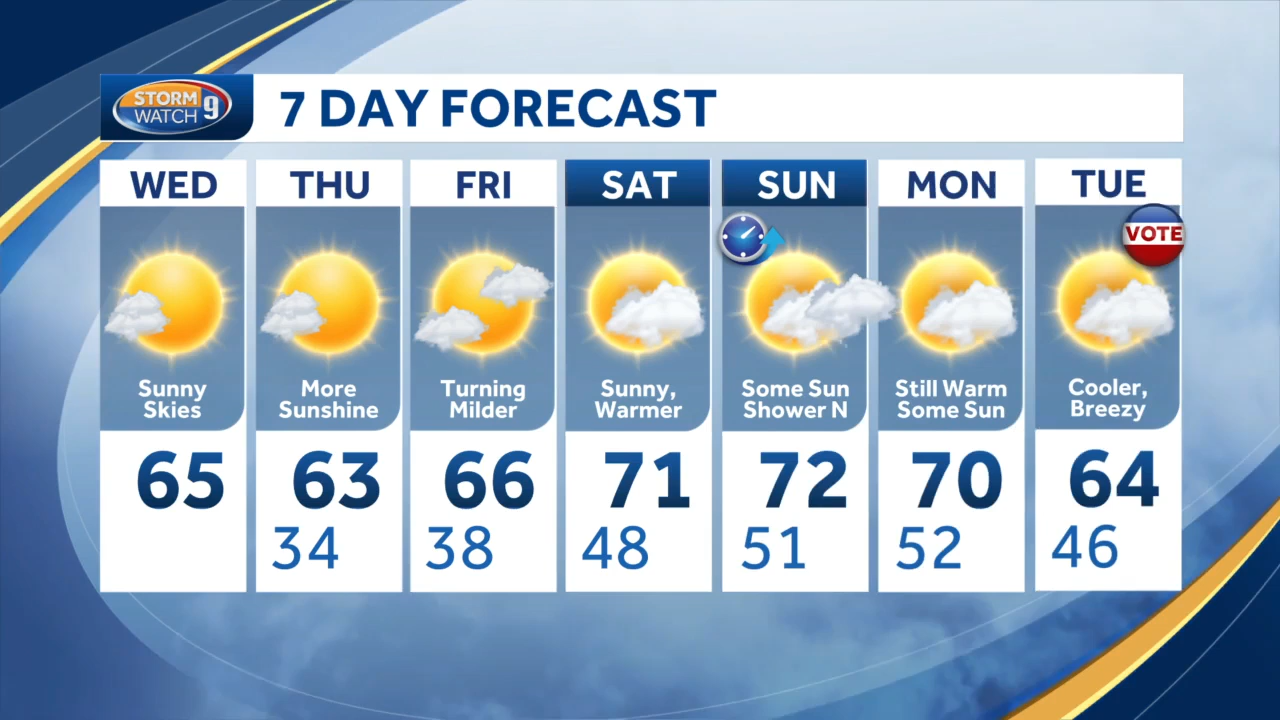 STORM
WATCH 9
7 DAY FORECAST
WED
THU
FRI
SAT
SUN
MON
TUE
VOTE
Sunny
Skies
More
Sunshine
Turning
Milder
Sunny,
Warmer
Some Sun
Shower N
Still Warm
Some Sun
Cooler,
Breezy
65
63
66
71
72
70
64
34
38
48
51
52
46